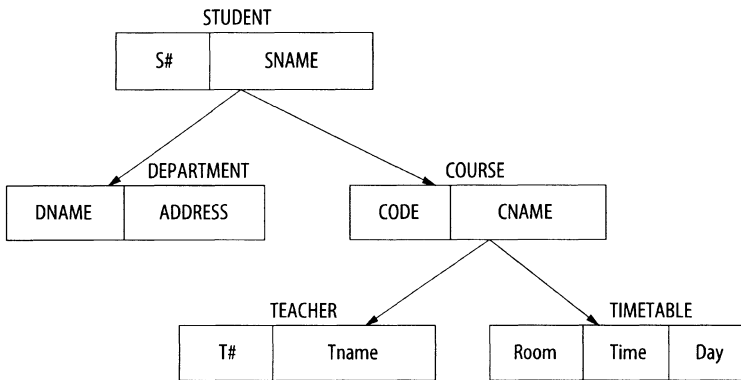 STUDENT
S# SNAME
DEPARTMENT COURSE
DNAME ADDRESS CODE CNAME
TEACHER TIMETABLE
T# Tname Room Time Day